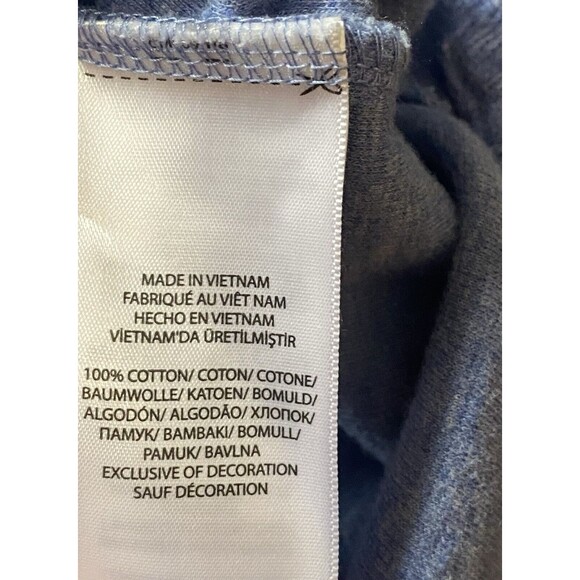 MADE IN VIETNAM
FABRIQUÉ AU VIÊT NAM
HECHO EN VIETNAM
VİETNAM'DA ÜRETİLMİŞTİR
100% COTTON/ COTON/ COTONE/
BAUMWOLLE/ KATOEN/ BOMULD/
ALGODÓN/ ALGODÃO/ ХЛОПОК/
ПАМУК/ ΒΑΜΒΑΚΙ/ BOMULL/
PAMUK/ BAVLNA
EXCLUSIVE OF DECORATION
SAUF DÉCORATION